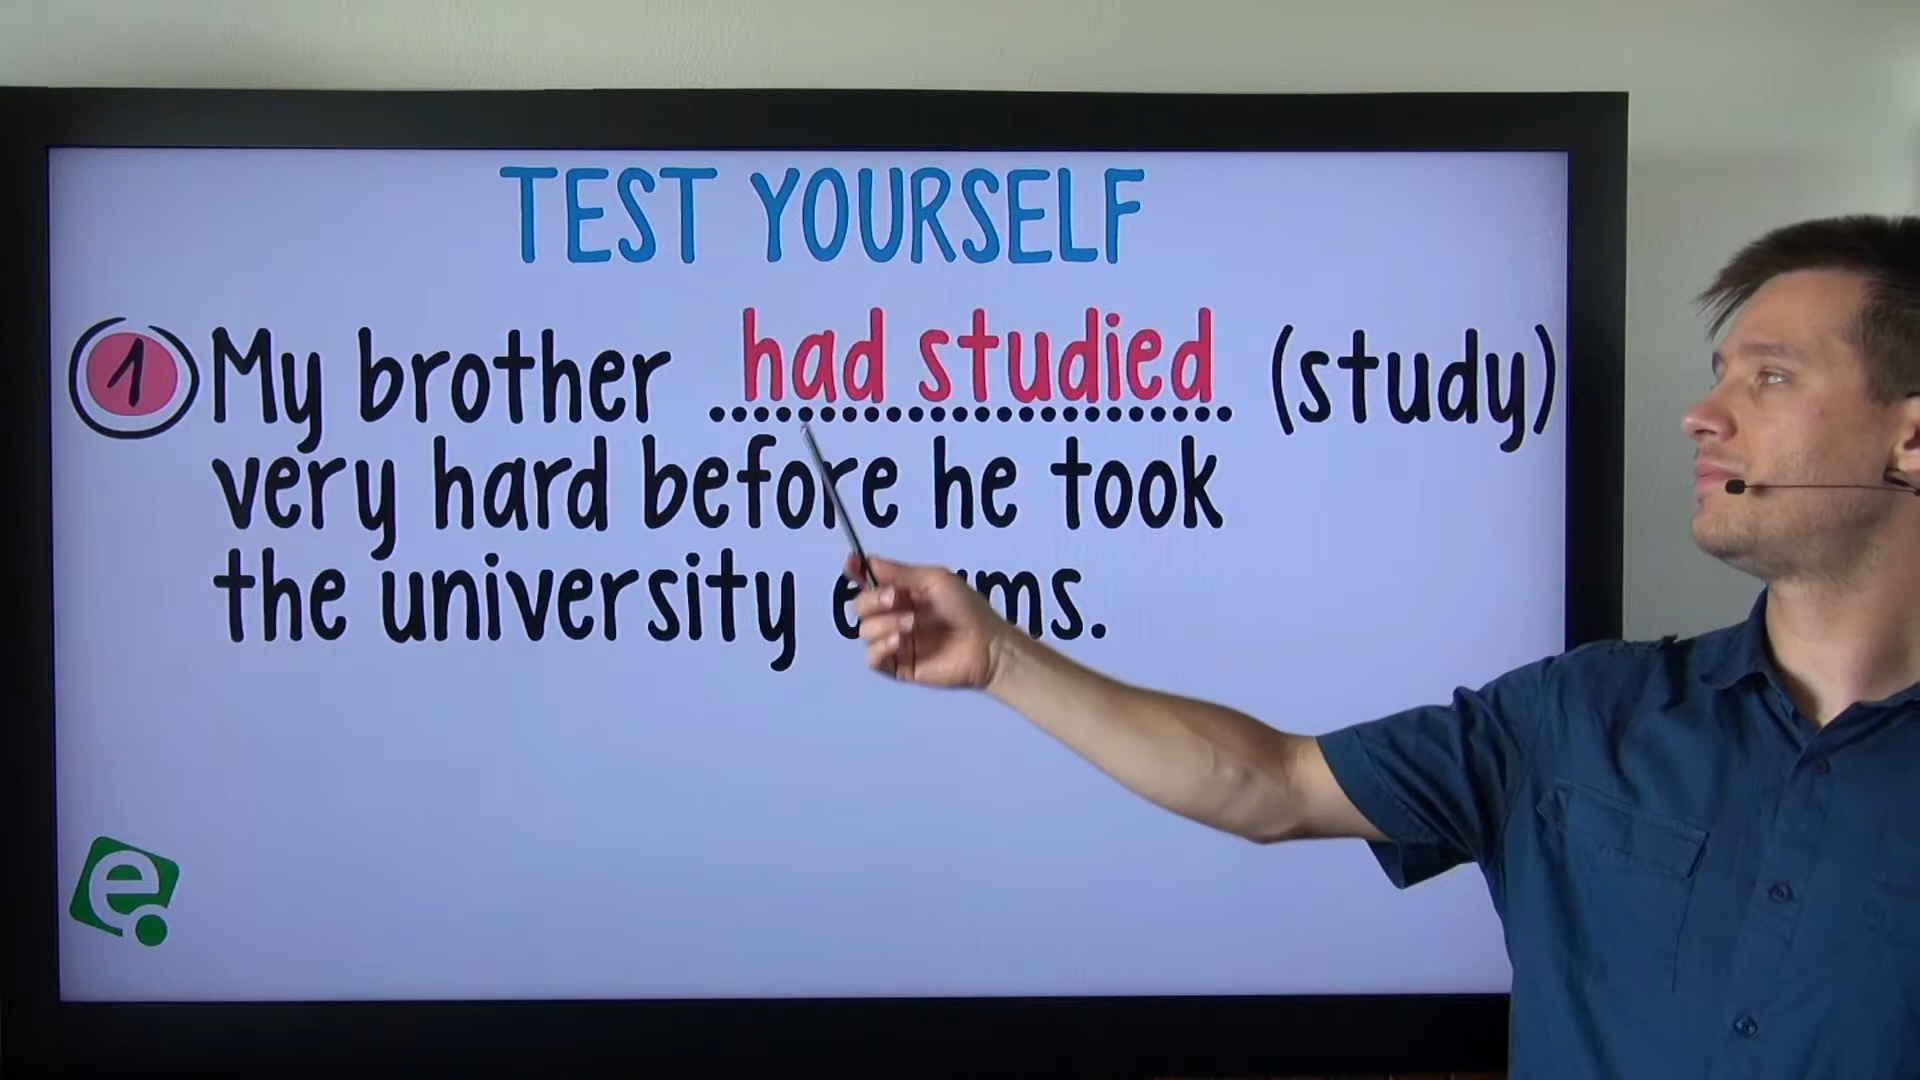 TEST YOURSELF
1 My brother had studied (study)
very hard before he took
the university
e